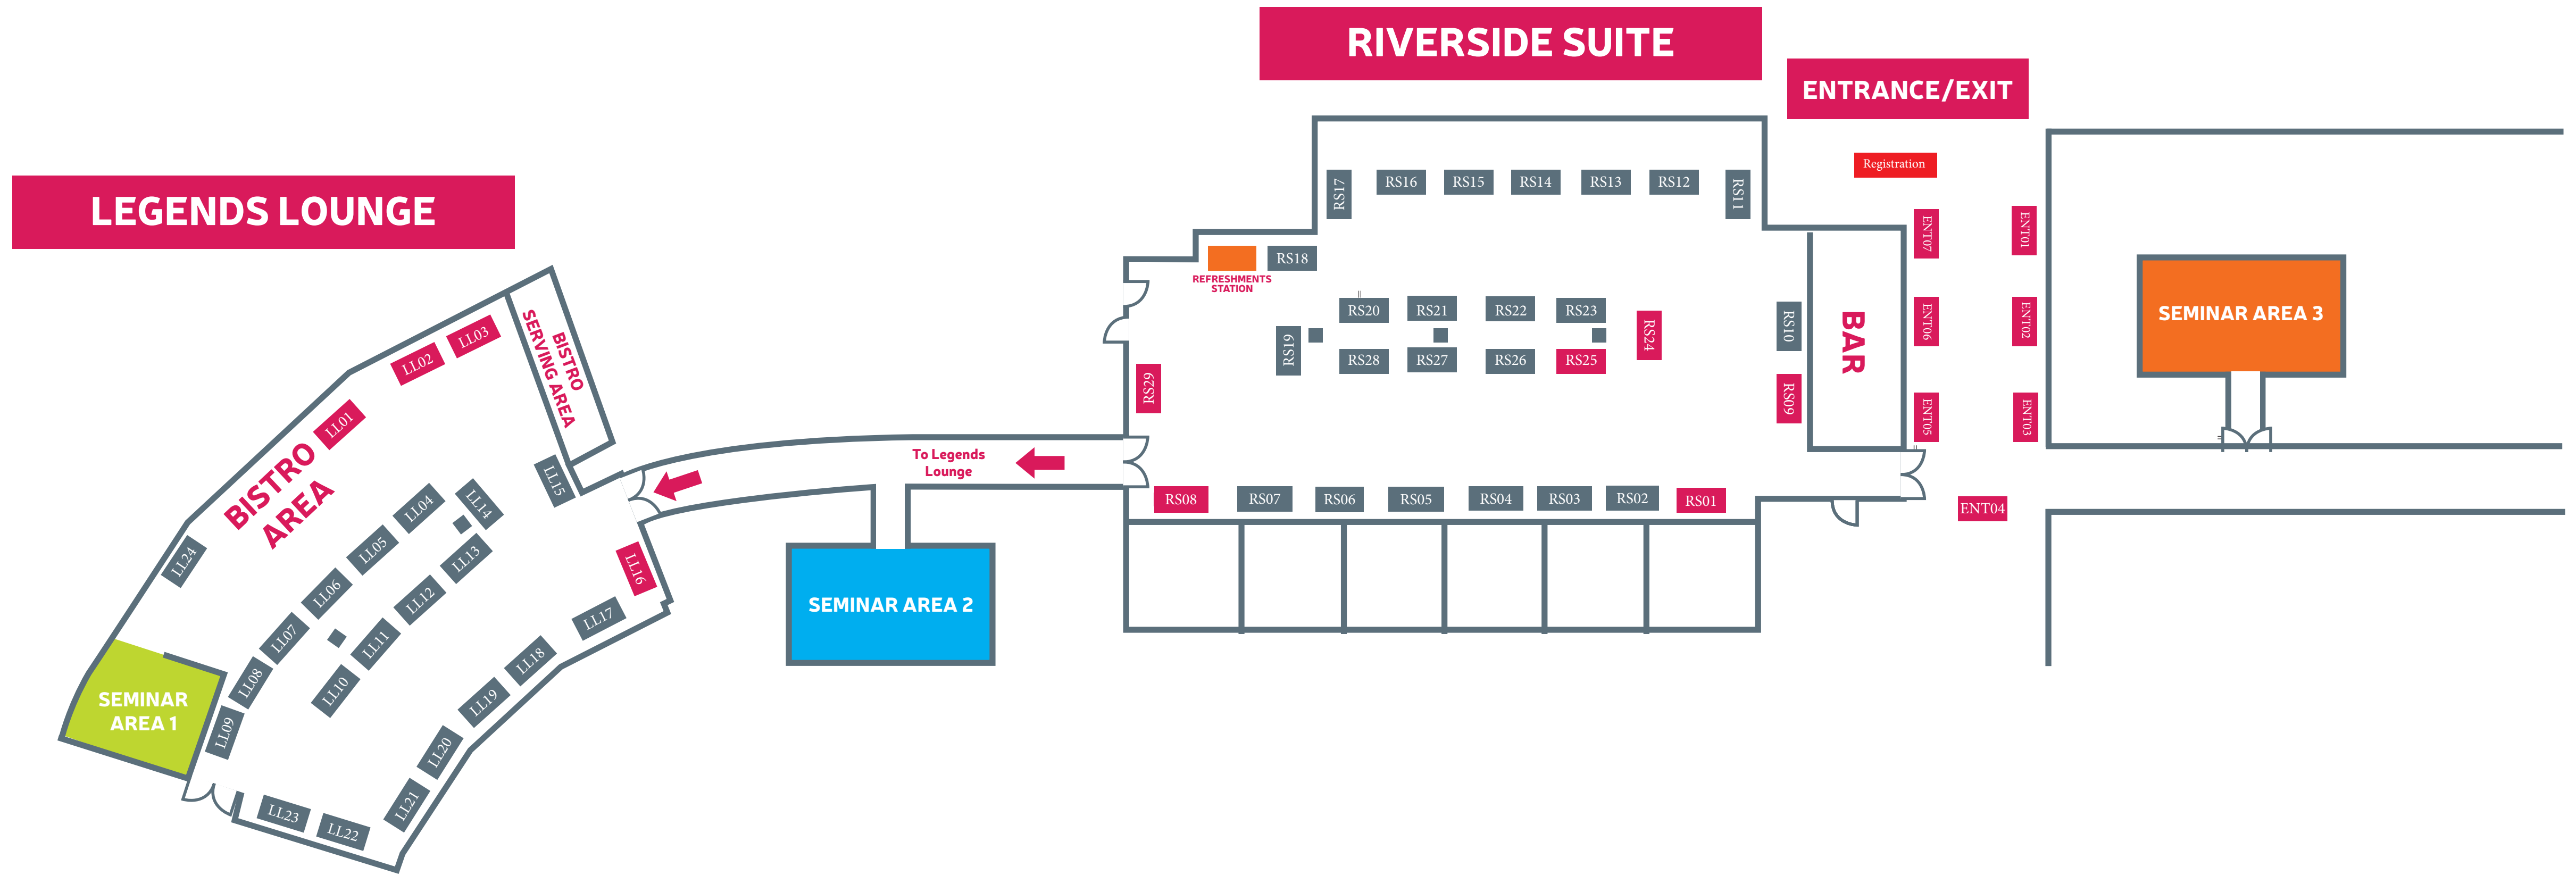 RIVERSIDE SUITE
ENTRANCE/EXIT
LEGENDS LOUNGE
Registration
RS17
RS16
RS15
RS14
RS13
RS12
RS11
ENT07
ENT01
REFRESHMENTS
STATION
RS18
RS20
RS21
RS22
RS23
RS24
RS10
BAR
ENT06
ENT02
SEMINAR AREA 3
RS19
RS28
RS27
RS26
RS25
RS29
RS09
ENT05
ENT03
LL03
LL02
LL01
BISTRO
SERVING AREA
BISTRO
AREA
LL15
To Legends
Lounge
RS08
RS07
RS06
RS05
RS04
RS03
RS02
RS01
ENT04
LL24
LL04
LL14
LL05
LL13
LL06
LL12
LL07
LL11
LL08
LL10
LL09
LL16
LL17
LL18
LL19
LL20
LL21
LL22
LL23
SEMINAR AREA 2
SEMINAR
AREA 1